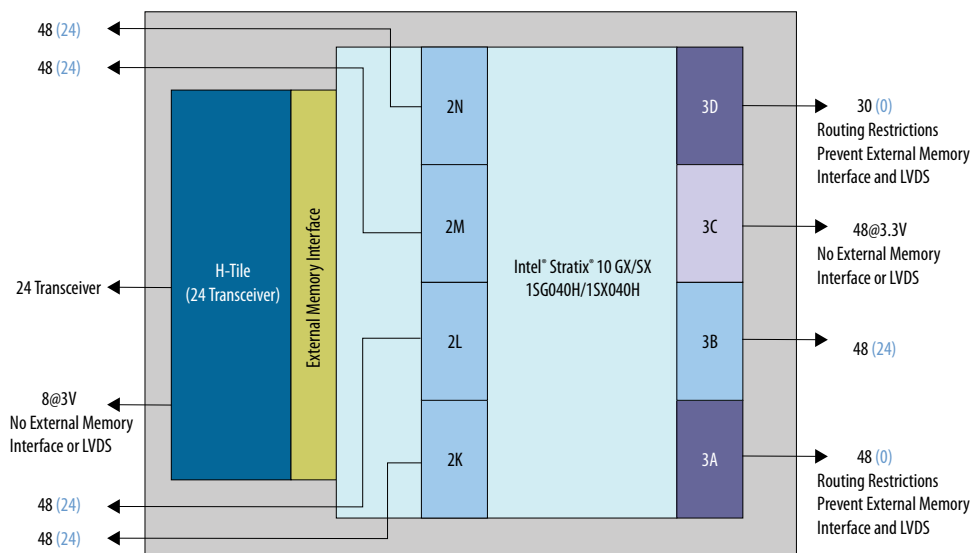 48 (24)
48 (24)
24 Transceiver
8@3V
No External Memory
Interface or LVDS
48 (24)
48 (24)
H-Tile
(24 Transceiver)
External Memory Interface
2N
2M
2L
2K
Intel® Stratix® 10 GX/SX
1SG040H/1SX040H
3D
3C
3B
3A
30 (0)
Routing Restrictions
Prevent External Memory
Interface and LVDS
48@3.3V
No External Memory
Interface or LVDS
48 (24)
48 (0)
Routing Restrictions
Prevent External Memory
Interface and LVDS